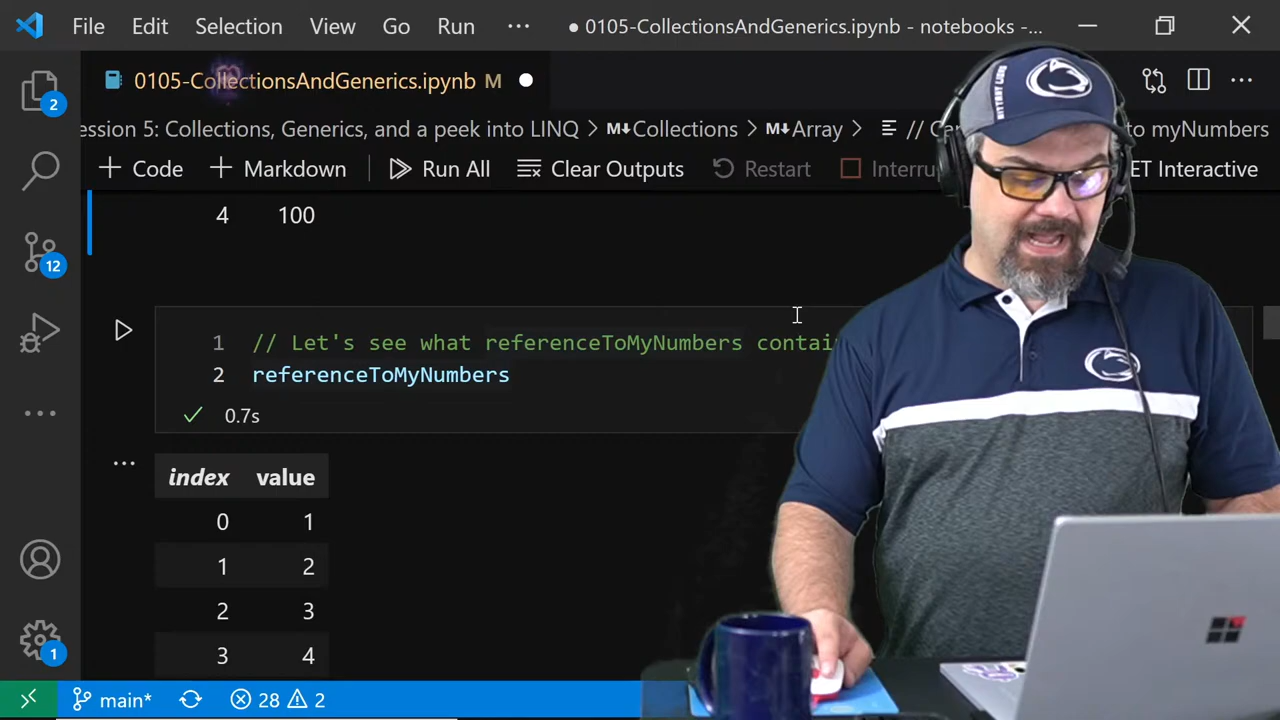 File Edit Selection View Go Run ··· ● 0105-CollectionsAndGenerics.ipynb - notebooks -...
0105-CollectionsAndGenerics.ipynb M
ession 5: Collections, Generics, and a peek into LINQ > Collections > Array > // to myNumbers
+ Code + Markdown Run All Clear Outputs Restart ET Interactive
4 100
1 // Let's see what referenceToMyNumbers contai
2 referenceToMyNumbers
0.7s
index value
0 1
1 2
2 3
3 4
2
12
1
main* 28 2